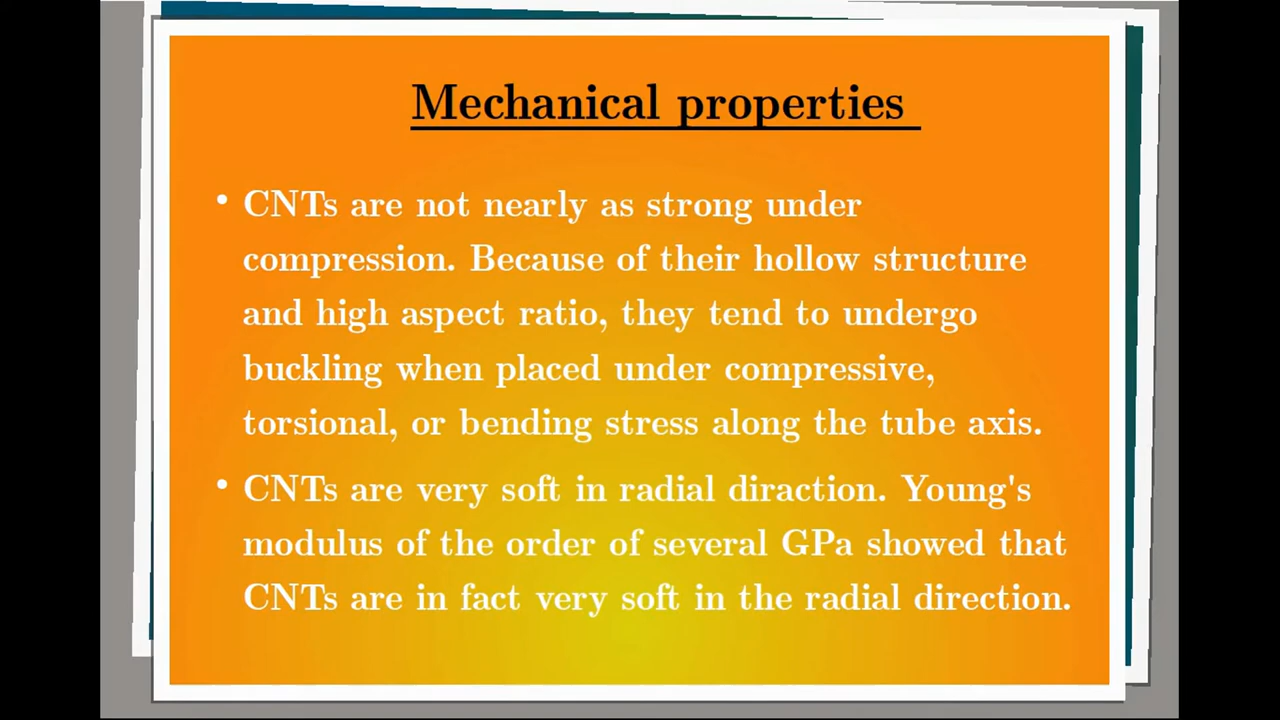 Mechanical properties
• CNTs are not nearly as strong under
compression. Because of their hollow structure
and high aspect ratio, they tend to undergo
buckling when placed under compressive,
torsional, or bending stress along the tube axis.
• CNTs are very soft in radial diraction. Young's
modulus of the order of several GPa showed that
CNTs are in fact very soft in the radial direction.